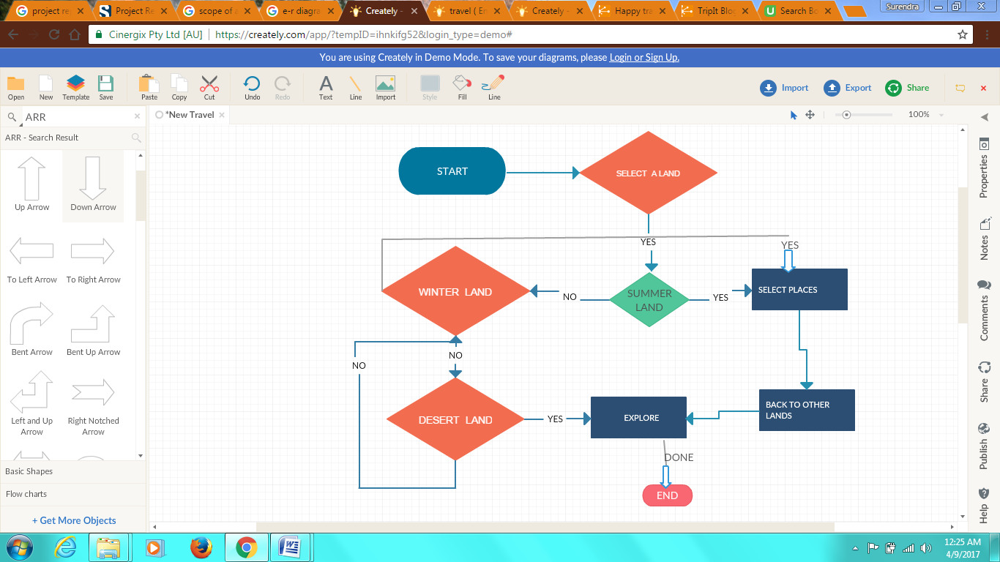 project re
Project Re
scope of a
e-r diagra
Creately -
travel ( En
Creately -
Happy tra
TripIt Blog
Search Bo
Surendra
Cinergix Pty Ltd [AU]
https://creately.com/app/?tempID=ihnkifg52&login_type=demo#
You are using Creately in Demo Mode. To save your diagrams, please Login or Sign Up.
Open
New
Template
Save
Paste
Copy
Cut
Undo
Redo
Text
Line
Import
Style
Fill
Line
Import
Export
Share
ARR
*New Travel
100%
ARR - Search Result
Up Arrow
Down Arrow
To Left Arrow
To Right Arrow
Bent Arrow
Bent Up Arrow
Left and Up
Arrow
Right Notched
Arrow
Basic Shapes
Flow charts
+ Get More Objects
START
SELECT A LAND
YES
YES
WINTER LAND
NO
SUMMER
LAND
YES
SELECT PLACES
NO
NO
DESERT LAND
YES
EXPLORE
BACK TO OTHER
LANDS
DONE
END
Properties
Notes
Comments
Share
Publish
Help
12:25 AM
4/9/2017